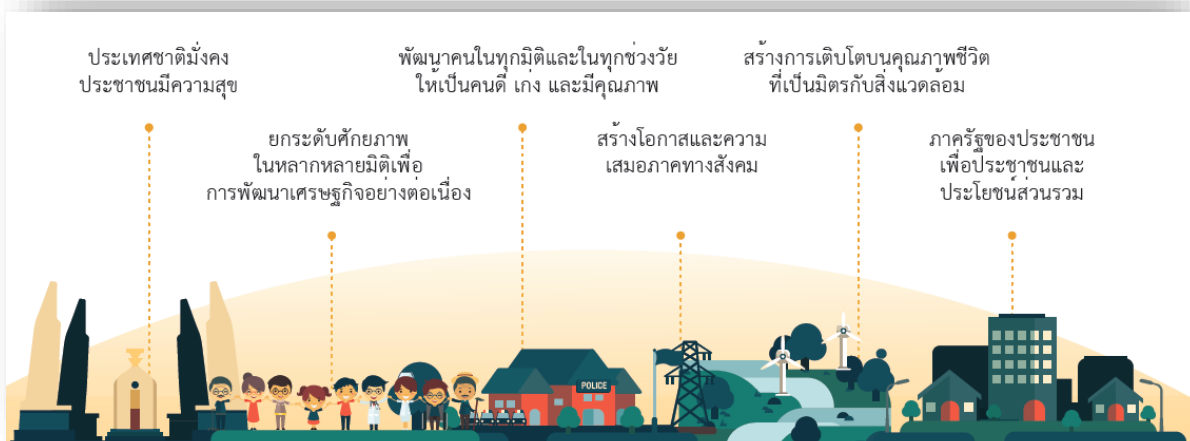 ประเทศชาติมั่งคง
ประชาชนมีความสุข
ยกระดับศักยภาพ
ในหลากหลายมิติเพื่อ
การพัฒนาเศรษฐกิจอย่างต่อเนื่อง
พัฒนาคนในทุกมิติและในทุกช่วงวัย
ให้เป็นคนดี เก่ง และมีคุณภาพ
สร้างโอกาสและความ
เสมอภาคทางสังคม
สร้างการเติบโตบนคุณภาพชีวิต
ที่เป็นมิตรกับสิ่งแวดล้อม
ภาครัฐของประชาชน
เพื่อประชาชนและ
ประโยชน์ส่วนรวม
POLICE